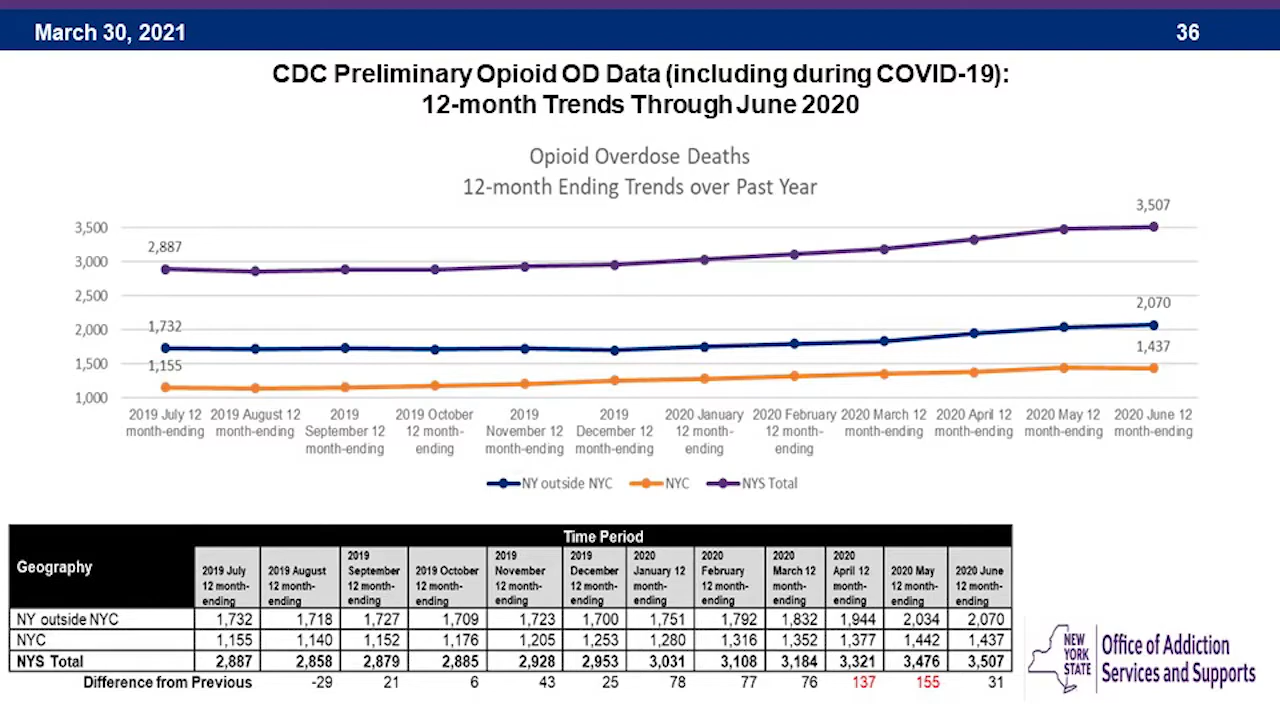 March 30, 2021 36
CDC Preliminary Opioid OD Data (including during COVID-19):
12-month Trends Through June 2020
Opioid Overdose Deaths
12-month Ending Trends over Past Year
3,507
3,500
2,887
3,000
2,500
2,070
2,000
1,732
1,437
1,500
1,155
1,000
2019 July 12 2019 August 12 2019 2019 October 2019 2019 2020 January 2020 February 2020 March 12 2020 April 12 2020 May 12 2020 June 12
month-ending month-ending September 12 12 month- November 12 December 12 12 month- 12 month- month-ending month-ending month-ending month-ending
month-ending ending month-ending month-ending ending ending
NY outside NYC NYC NYS Total
Time Period
Geography
2019 July 12 month-ending
2019 August 12 month-ending
2019 September 12 month-ending
2019 October 12 month-ending
2019 November 12 month-ending
2019 December 12 month-ending
2020 January 12 month-ending
2020 February 12 month-ending
2020 March 12 month-ending
2020 April 12 month-ending
2020 May 12 month-ending
2020 June 12 month-ending
NY outside NYC 1,732 1,718 1,727 1,709 1,723 1,700 1,751 1,792 1,832 1,944 2,034 2,070
NYC 1,155 1,140 1,152 1,176 1,205 1,253 1,280 1,316 1,352 1,377 1,442 1,437
NYS Total 2,887 2,858 2,879 2,885 2,928 2,953 3,031 3,108 3,184 3,321 3,476 3,507
Difference from Previous -29 21 6 43 25 78 77 76 137 155 31
NEW
YORK
STATE
Office of Addiction
Services and Supports